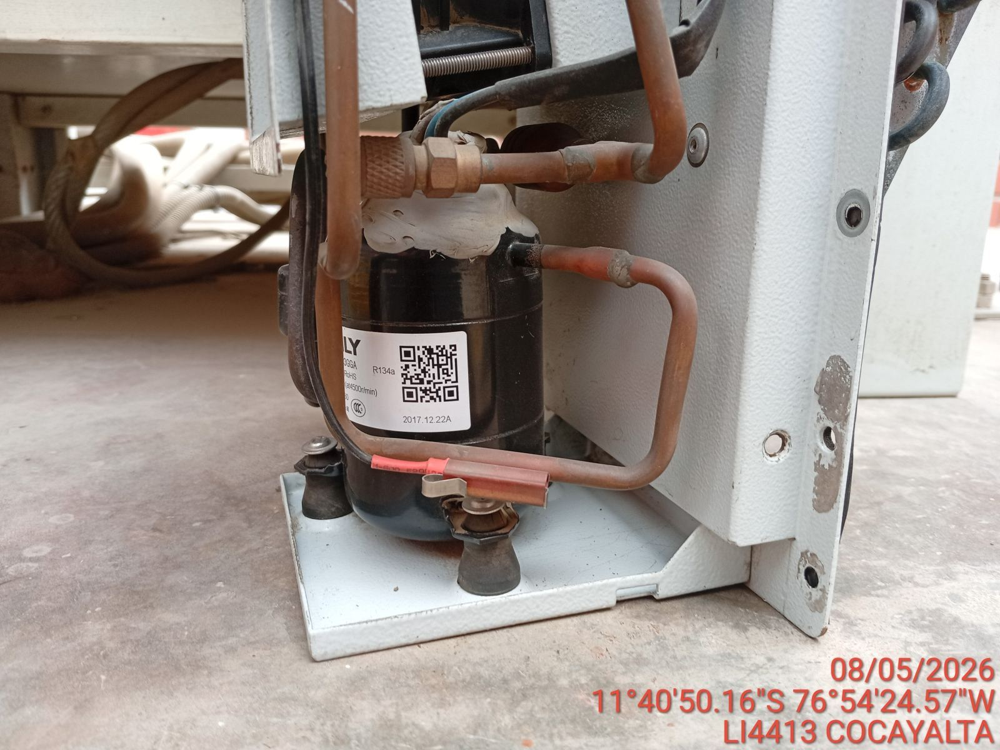 LY
3GGA
R134a
RoHS
(at4500r/min)
2017.12.22A
08/05/2026
11°40'50.16"S 76°54'24.57"W
LI4413 COCAYALTA